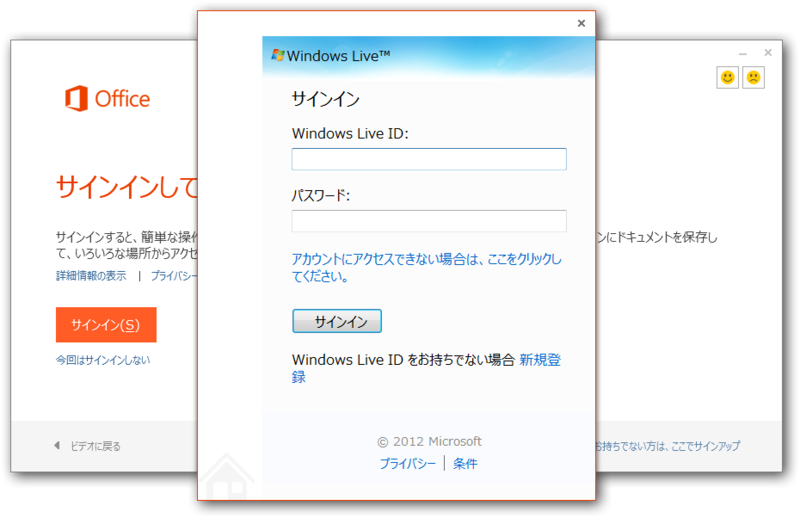 Office
サインインして
サインインすると、簡単な操作
て、いろいろな場所からアクセ
詳細情報の表示 | プライバシー
サインイン(S)
今回はサインインしない
ビデオに戻る
Windows Live™
サインイン
Windows Live ID:
パスワード:
アカウントにアクセスできない場合は、ここをクリックし
てください。
サインイン
Windows Live ID をお持ちでない場合 新規登
録
© 2012 Microsoft
プライバシー | 条件
ンにドキュメントを保存し
お持ちでない方は、ここでサインアップ